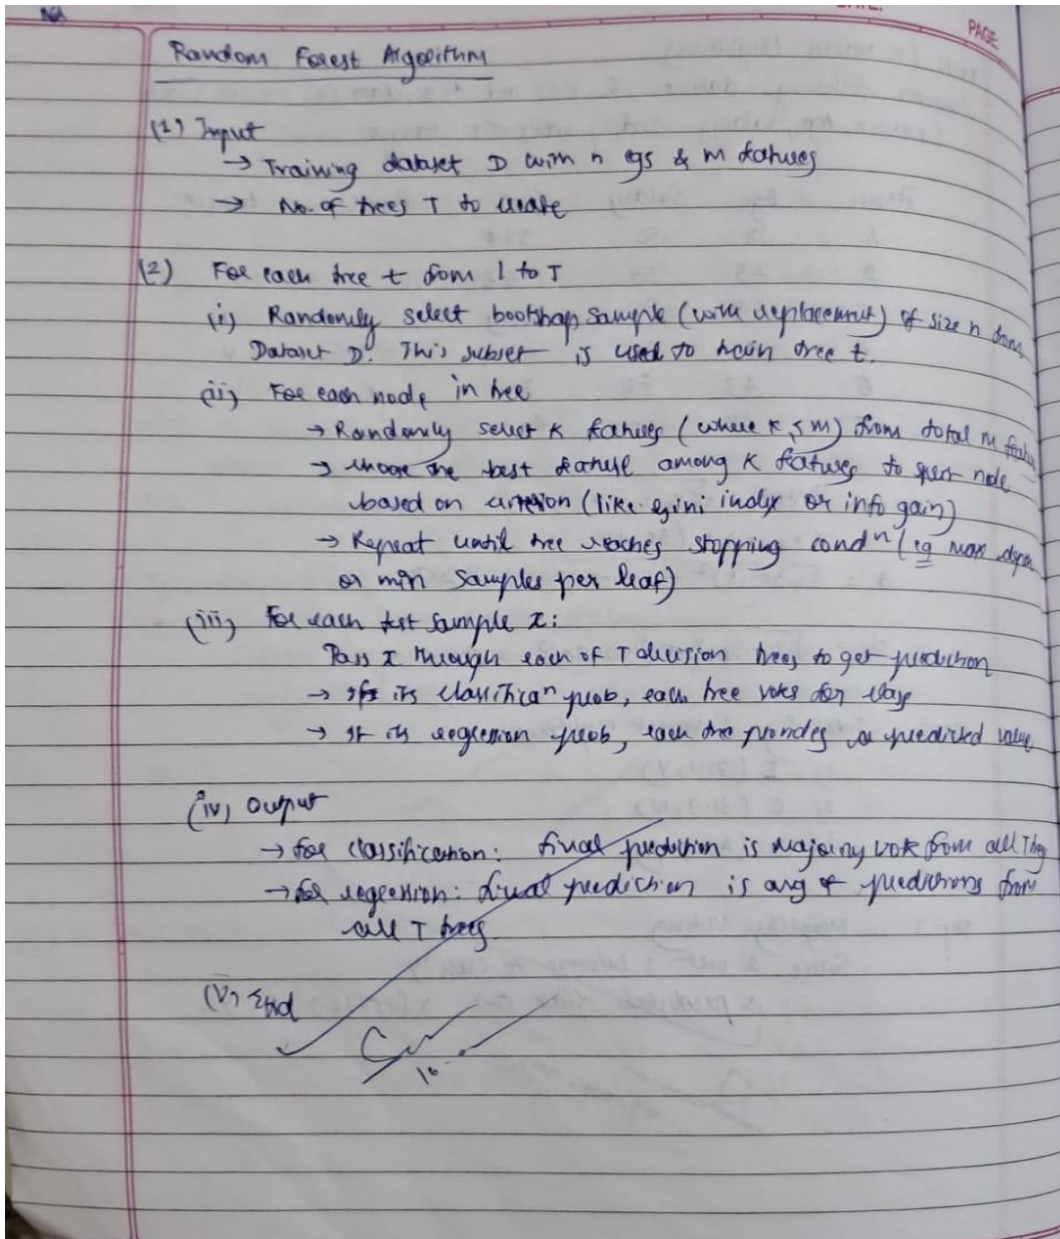 PAGE
Random Forest Algorithm
(1) Input
→ Training dataset D with n egs & m features
→ No. of trees T to create
(2) For each tree t from 1 to T
(i) Randomly select bootstrap sample (with replacement) of size n from
Dataset D. This subset is used to train tree t.
(ii) For each node in tree
→ Randomly select K features (where K ≤ m) from total m
→ choose the best feature among K features to split node
based on criterion (like gini index or info gain)
→ Repeat until tree reaches stopping condⁿ (eg max
or min samples per leaf)
(iii) For each test sample x:
Pass x through each of T decision trees to get prediction
→ If its classificanⁿ prob, each tree votes for class
→ If its regression prob, each tree provides a predicted value
(iv) Output
→ for classification: final prediction is majority vote from all
→ for regression: final prediction is avg of predictions from
all T trees.
(v) End